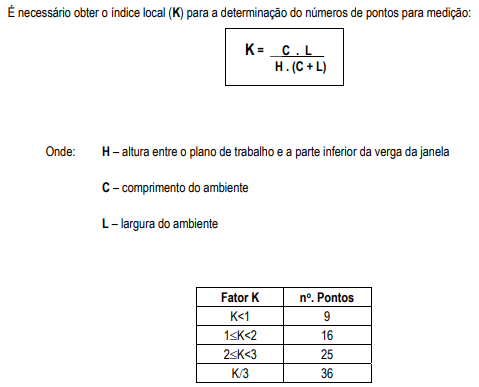 É necessário obter o índice local (K) para a determinação do números de pontos para medição:
K = C . L
H . (C + L)
Onde: H – altura entre o plano de trabalho e a parte inferior da verga da janela
C – comprimento do ambiente
L – largura do ambiente
Fator K nº. Pontos
K<1 9
1≤K<2 16
2≤K<3 25
K/3 36